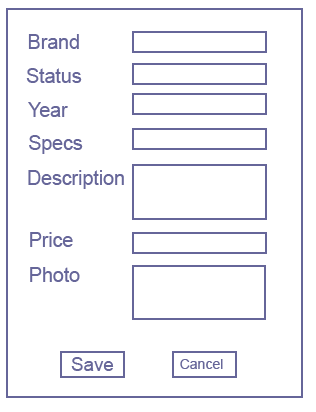 Brand
Status
Year
Specs
Description
Price
Photo
Save
Cancel